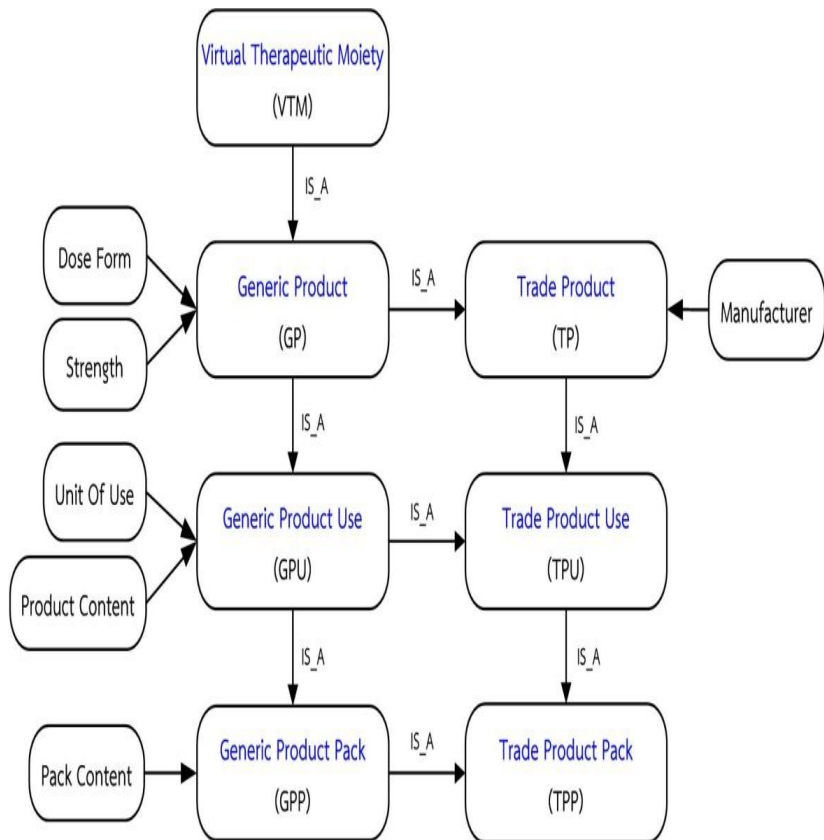 Virtual Therapeutic Moiety
(VTM)
IS_A
Dose Form
Strength
Generic Product
(GP)
IS_A
Trade Product
(TP)
Manufacturer
IS_A
IS_A
Unit Of Use
Product Content
Generic Product Use
(GPU)
IS_A
Trade Product Use
(TPU)
IS_A
IS_A
Pack Content
Generic Product Pack
(GPP)
IS_A
Trade Product Pack
(TPP)